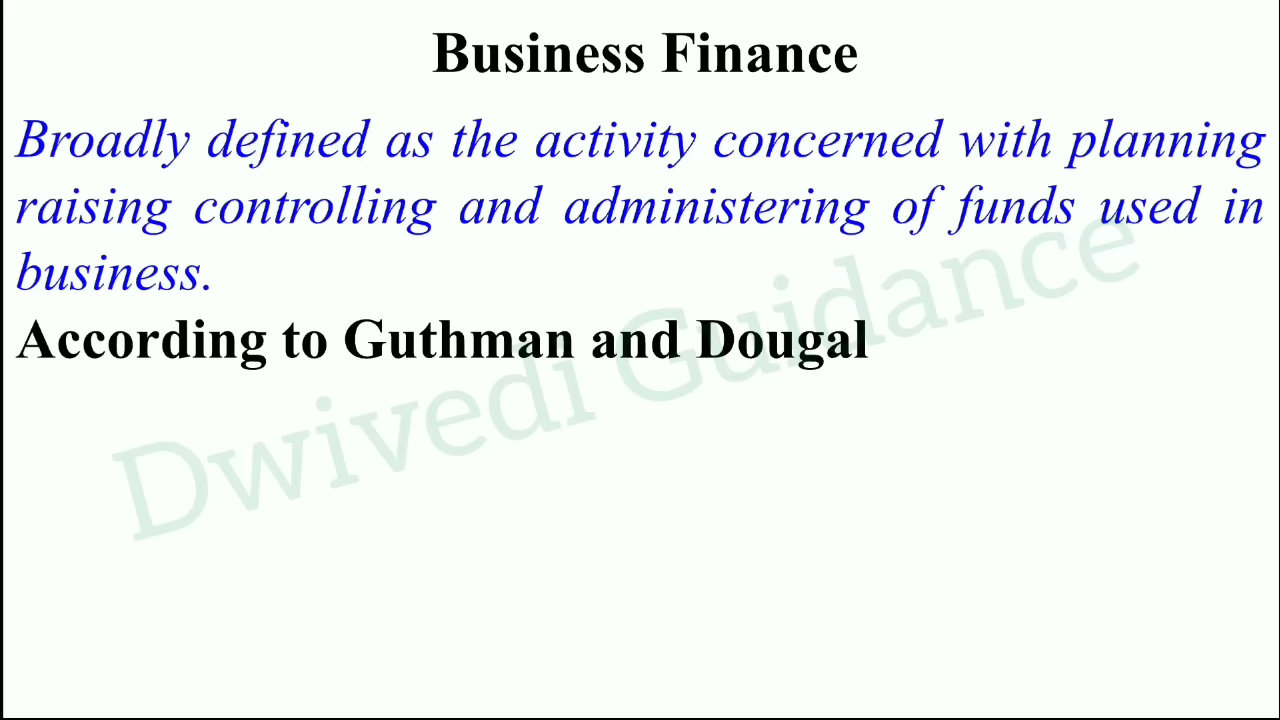 Business Finance
Broadly defined as the activity concerned with planning
raising controlling and administering of funds used in
business.
According to Guthman and Dougal
Dwivedi Guidance